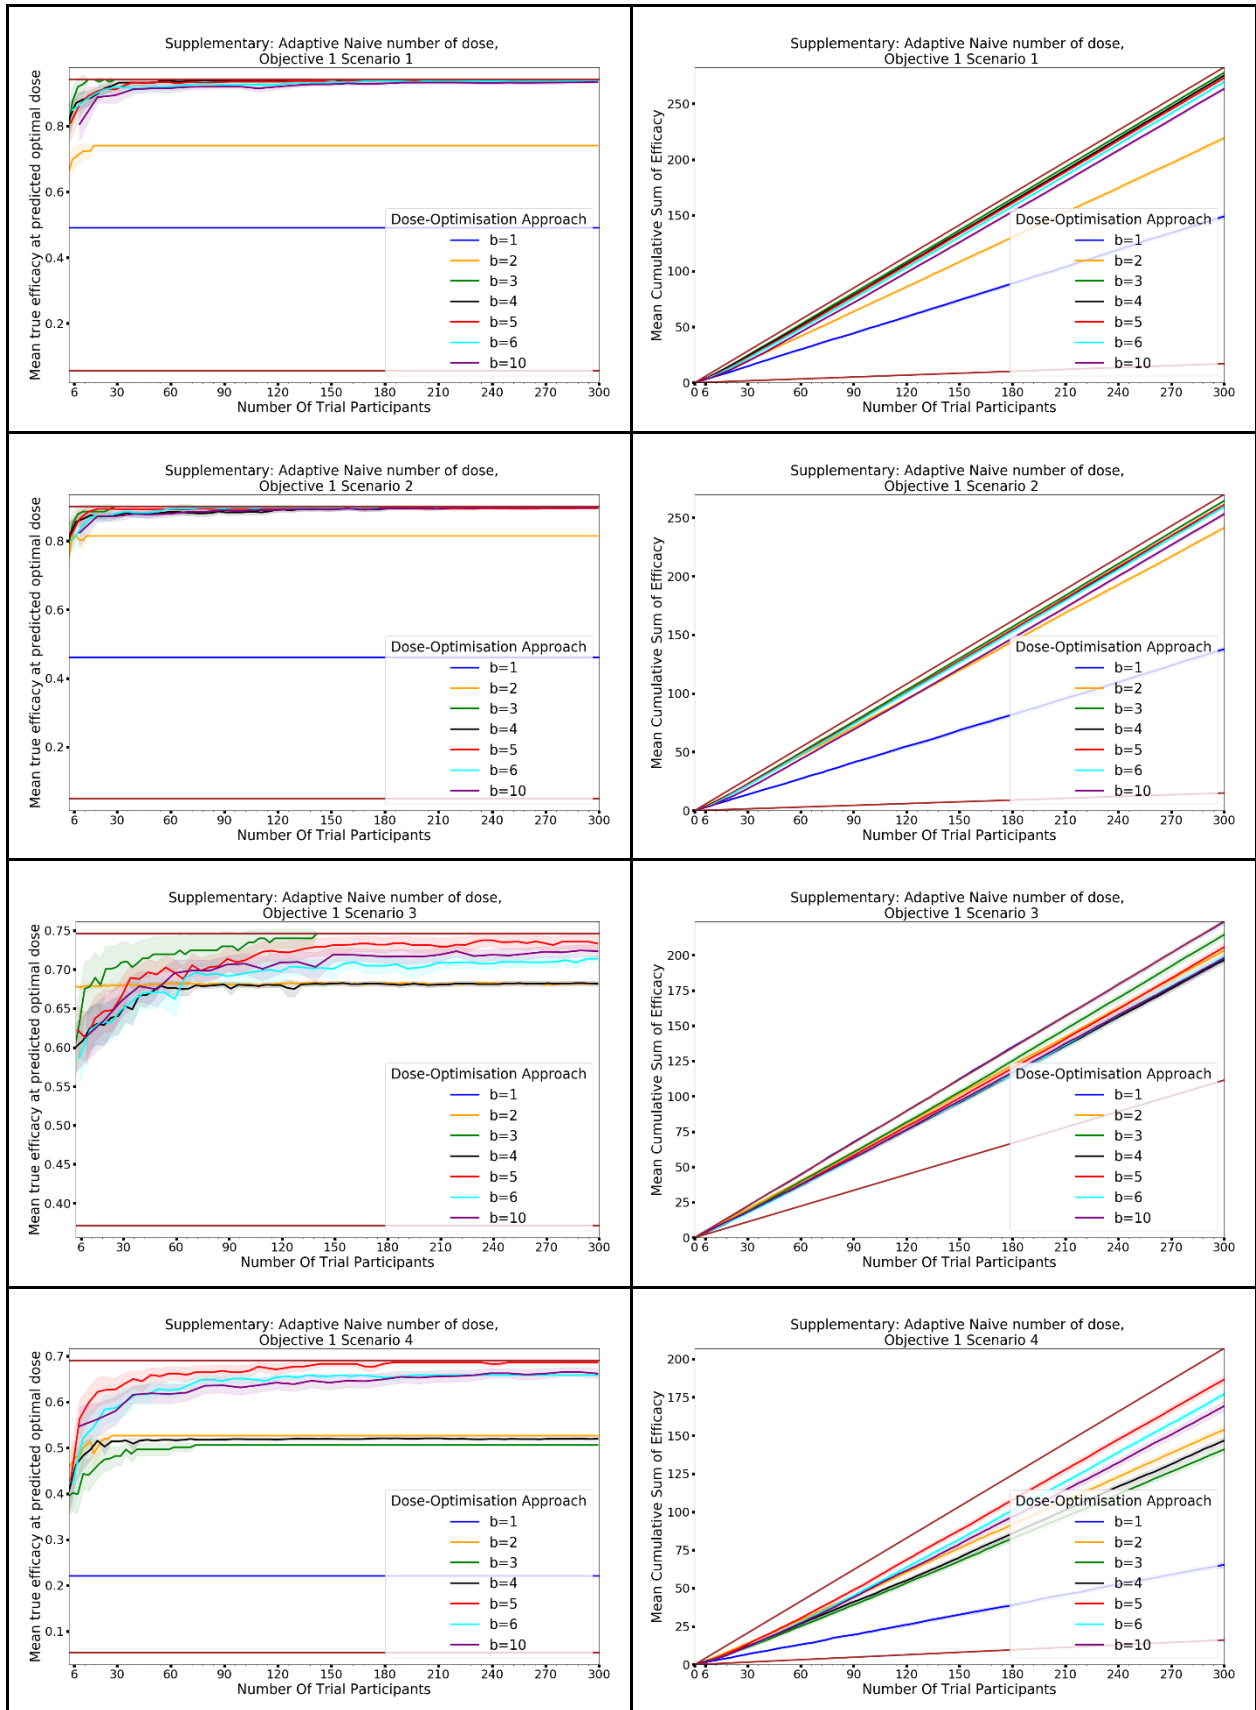 Supplementary: Adaptive Naive number of dose,
Objective 1 Scenario 1
Mean true efficacy at predicted optimal dose
0.8
0.6
0.4
0.2
Dose-Optimisation Approach
b=1
b=2
b=3
b=4
b=5
b=6
b=10
6 30 60 90 120 150 180 210 240 270 300
Number Of Trial Participants
Supplementary: Adaptive Naive number of dose,
Objective 1 Scenario 1
Mean Cumulative Sum of Efficacy
250
200
150
100
50
0
Dose-Optimisation Approach
b=1
b=2
b=3
b=4
b=5
b=6
b=10
0 6 30 60 90 120 150 180 210 240 270 300
Number Of Trial Participants
Supplementary: Adaptive Naive number of dose,
Objective 1 Scenario 2
Mean true efficacy at predicted optimal dose
0.8
0.6
0.4
0.2
Dose-Optimisation Approach
b=1
b=2
b=3
b=4
b=5
b=6
b=10
6 30 60 90 120 150 180 210 240 270 300
Number Of Trial Participants
Supplementary: Adaptive Naive number of dose,
Objective 1 Scenario 2
Mean Cumulative Sum of Efficacy
250
200
150
100
50
0
Dose-Optimisation Approach
b=1
b=2
b=3
b=4
b=5
b=6
b=10
0 6 30 60 90 120 150 180 210 240 270 300
Number Of Trial Participants
Supplementary: Adaptive Naive number of dose,
Objective 1 Scenario 3
Mean true efficacy at predicted optimal dose
0.75
0.70
0.65
0.60
0.55
0.50
0.45
0.40
Dose-Optimisation Approach
b=1
b=2
b=3
b=4
b=5
b=6
b=10
6 30 60 90 120 150 180 210 240 270 300
Number Of Trial Participants
Supplementary: Adaptive Naive number of dose,
Objective 1 Scenario 3
Mean Cumulative Sum of Efficacy
200
175
150
125
100
75
50
25
0
Dose-Optimisation Approach
b=1
b=2
b=3
b=4
b=5
b=6
b=10
0 6 30 60 90 120 150 180 210 240 270 300
Number Of Trial Participants
Supplementary: Adaptive Naive number of dose,
Objective 1 Scenario 4
Mean true efficacy at predicted optimal dose
0.7
0.6
0.5
0.4
0.3
0.2
0.1
Dose-Optimisation Approach
b=1
b=2
b=3
b=4
b=5
b=6
b=10
6 30 60 90 120 150 180 210 240 270 300
Number Of Trial Participants
Supplementary: Adaptive Naive number of dose,
Objective 1 Scenario 4
Mean Cumulative Sum of Efficacy
200
175
150
125
100
75
50
25
0
Dose-Optimisation Approach
b=1
b=2
b=3
b=4
b=5
b=6
b=10
0 6 30 60 90 120 150 180 210 240 270 300
Number Of Trial Participants